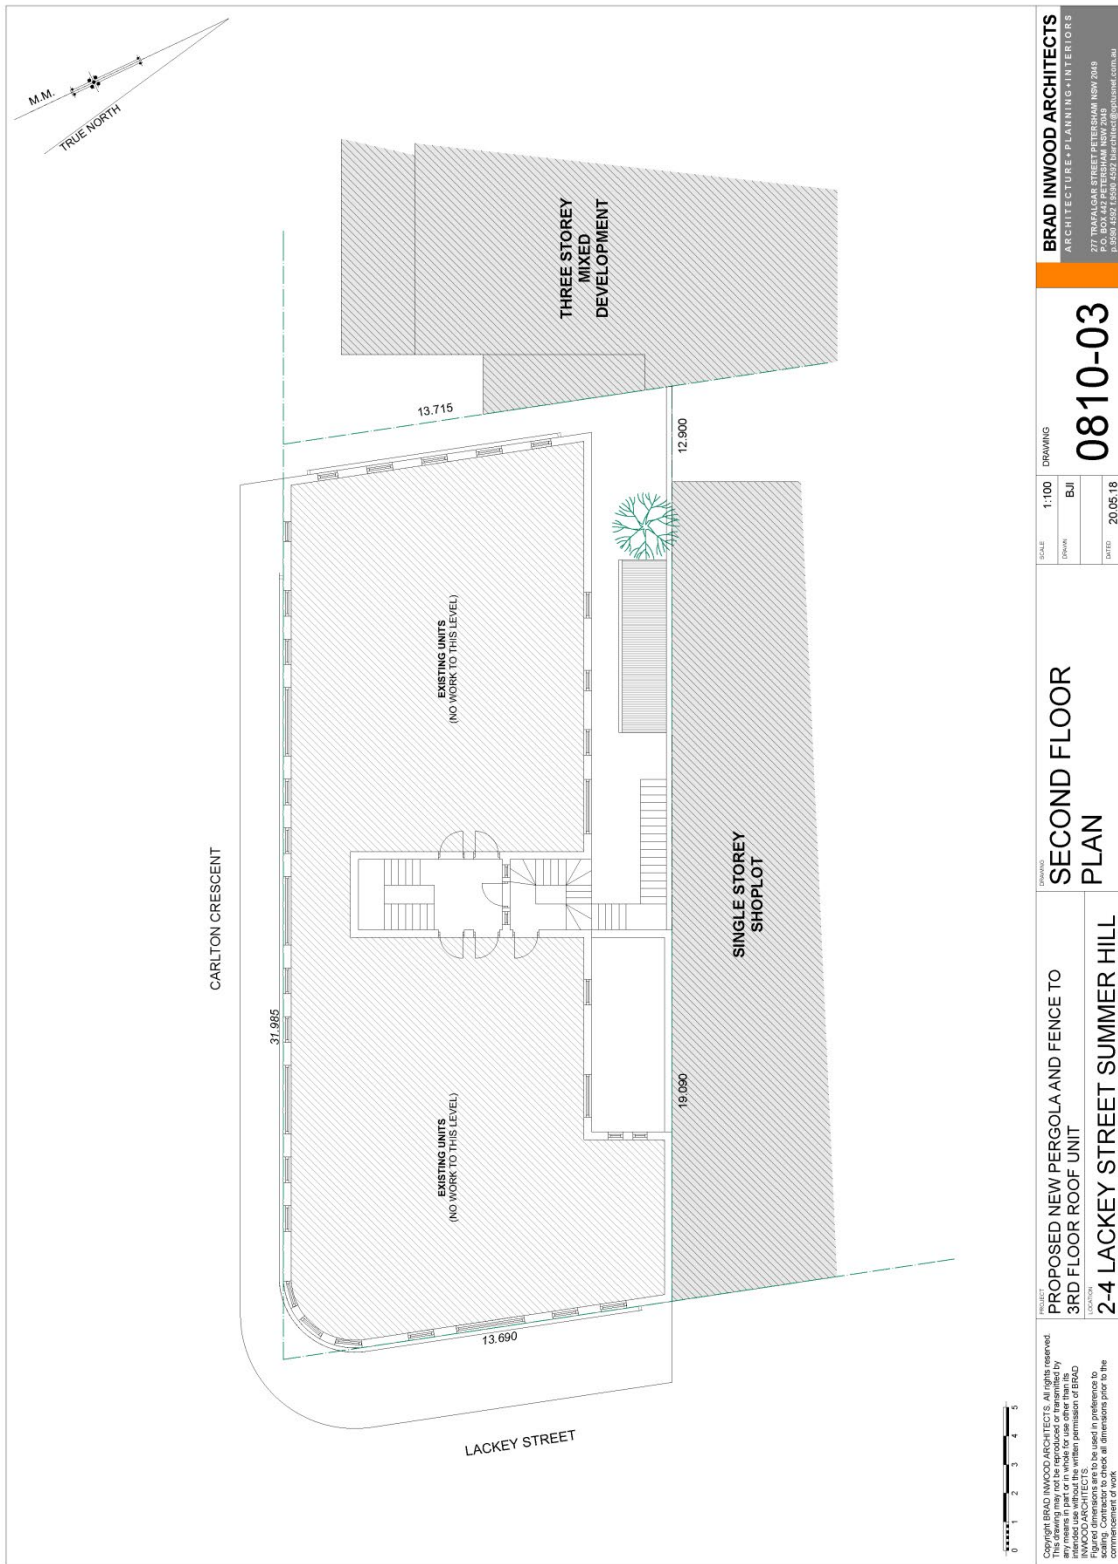 M.M.
TRUE NORTH
THREE STOREY
MIXED
DEVELOPMENT
13.715
12.900
EXISTING UNITS
(NO WORK TO THIS LEVEL)
CARLTON CRESCENT
31.985
SINGLE STOREY
SHOPLOT
EXISTING UNITS
(NO WORK TO THIS LEVEL)
19.090
13.690
LACKEY STREET
0 1 2 3 4 5
Copyright BRAD INWOOD ARCHITECTS. All rights reserved.
This drawing may not be reproduced or transmitted by
any means in part or in whole for use other than its
intended use without the written permission of BRAD
INWOOD ARCHITECTS.
Figured dimensions are to be used in preference to
scaling. Contractor to check all dimensions prior to the
commencement of work
PROJECT
PROPOSED NEW PERGOLA AND FENCE TO
3RD FLOOR ROOF UNIT
LOCATION
2-4 LACKEY STREET SUMMER HILL
DRAWING
SECOND FLOOR
PLAN
SCALE
1:100
DRAWN
BJI
DATED
20.05.18
DRAWING
0810-03
BRAD INWOOD ARCHITECTS
ARCHITECTURE+PLANNING+INTERIORS
277 TRAFALGAR STREET PETERSHAM NSW 2049
P.O. BOX 442 PETERSHAM NSW 2049